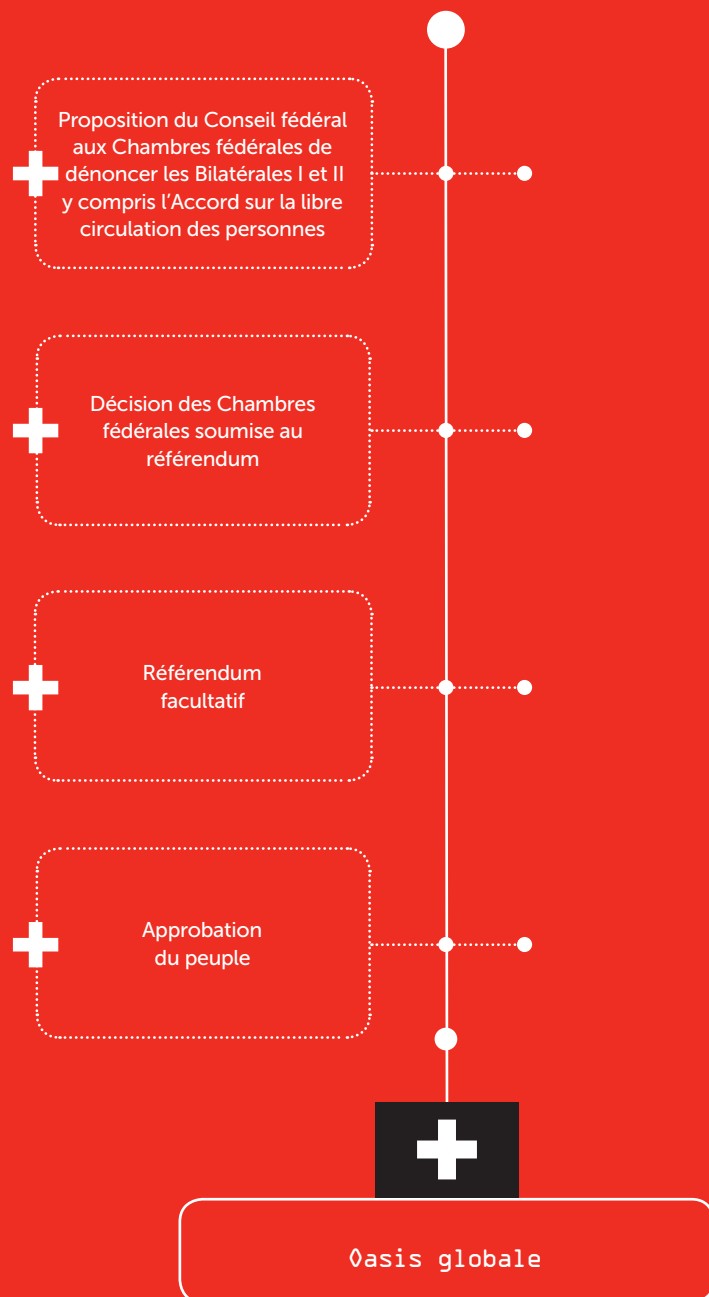 Proposition du Conseil fédéral
aux Chambres fédérales de
dénoncer les Bilatérales I et II
y compris l’Accord sur la libre
circulation des personnes
Décision des Chambres
fédérales soumise au
référendum
Référendum
facultatif
Approbation
du peuple
Oasis globale